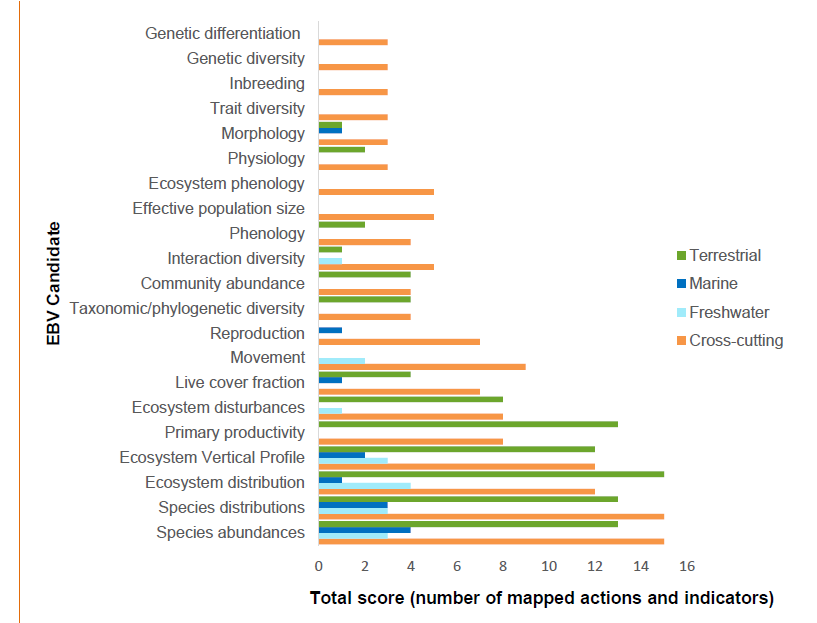 Genetic differentiation
Genetic diversity
Inbreeding
Trait diversity
Morphology
Physiology
Ecosystem phenology
Effective population size
Phenology
Interaction diversity
Community abundance
Taxonomic/phylogenetic diversity
Reproduction
Movement
Live cover fraction
Ecosystem disturbances
Primary productivity
Ecosystem Vertical Profile
Ecosystem distribution
Species distributions
Species abundances
EBV Candidate
0 2 4 6 8 10 12 14 16
Total score (number of mapped actions and indicators)
Terrestrial
Marine
Freshwater
Cross-cutting